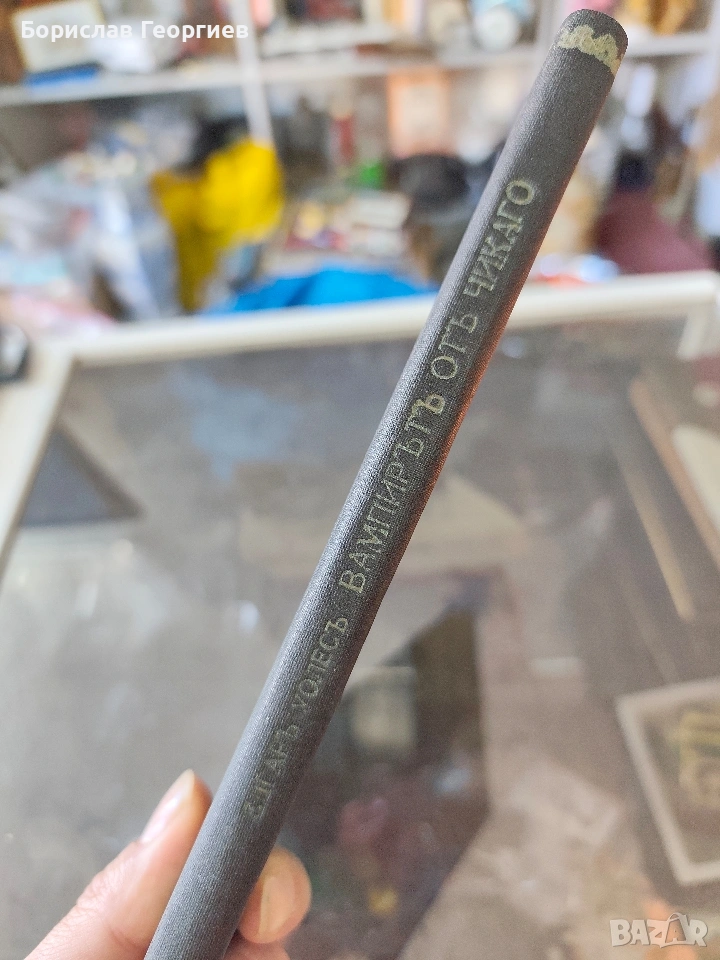 Борислав Георгиев
ЕДГАРЪ УОЛЕСЪ ВАМПИРЪТЪ ОТЪ ЧИКАГО
BAZAR